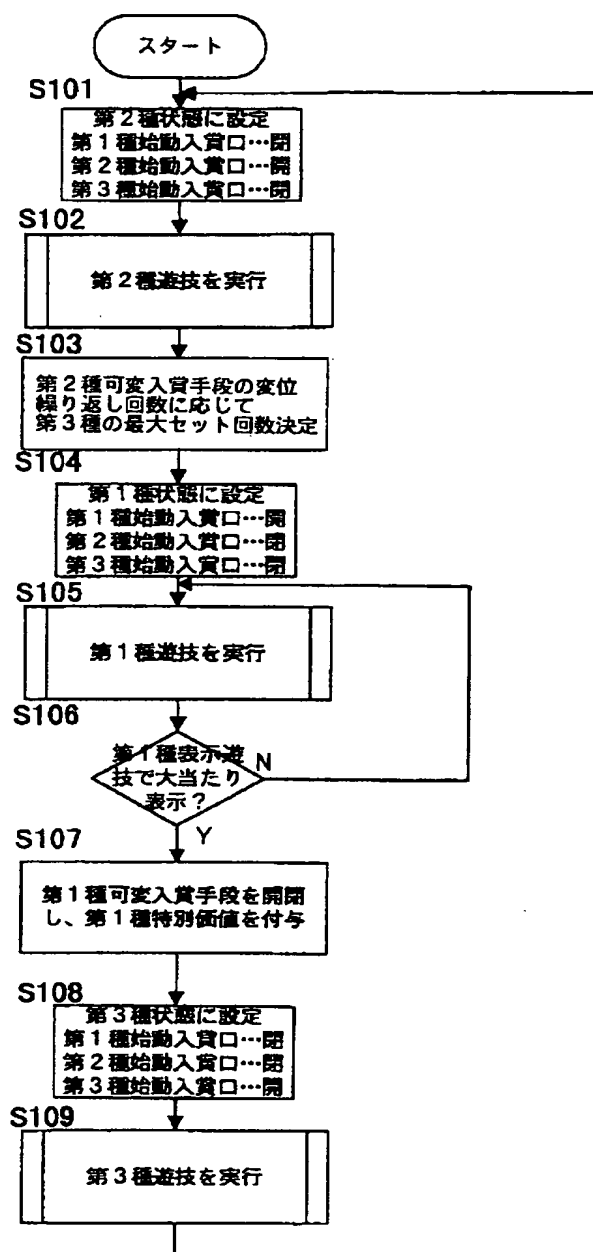 スタート
S101
第2種状態に設定
第1種始動入賞口…閉
第2種始動入賞口…開
第3種始動入賞口…閉
S102
第2種遊技を実行
S103
第2種可変入賞手段の変位
繰り返し回数に応じて
第3種の最大セット回数決定
S104
第1種状態に設定
第1種始動入賞口…開
第2種始動入賞口…閉
第3種始動入賞口…閉
S105
第1種遊技を実行
S106
第1種表示遊
技で大当たり
表示?
N
Y
S107
第1種可変入賞手段を開閉
し、第1種特別価値を付与
S108
第3種状態に設定
第1種始動入賞口…閉
第2種始動入賞口…閉
第3種始動入賞口…開
S109
第3種遊技を実行